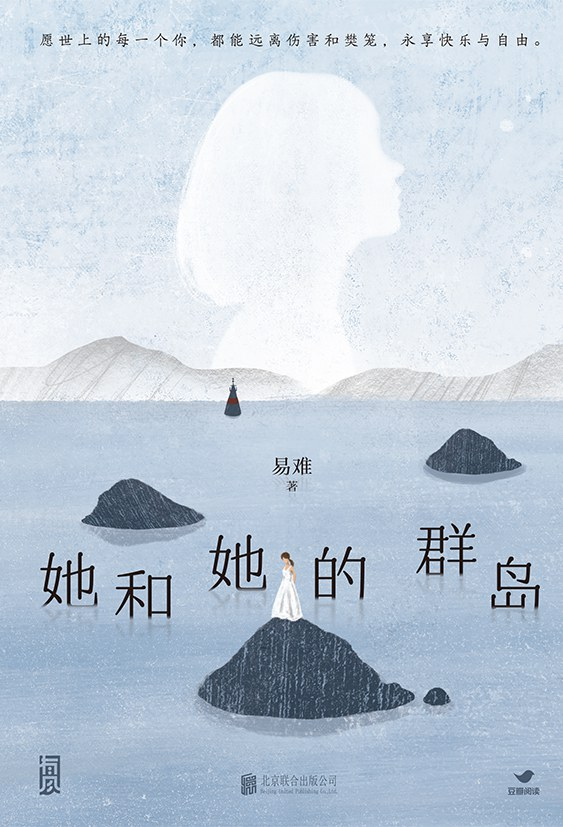 愿世上的每一个你，都能远离伤害和樊笼，永享快乐与自由。
易难
著
她和她的群岛
北京联合出版公司
Beijing United Publishing Co.,Ltd.
豆瓣阅读